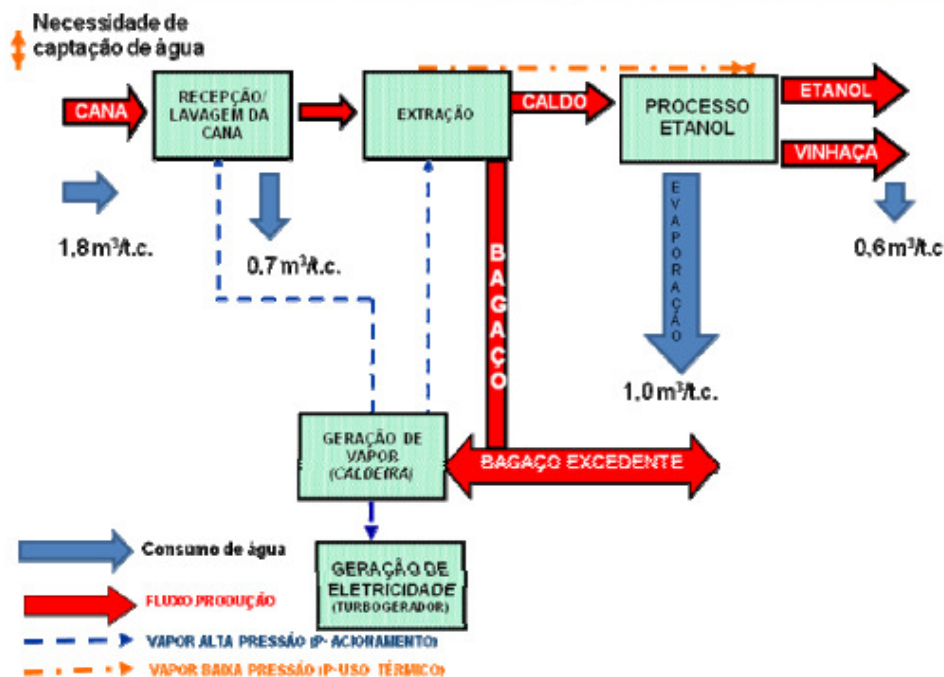 Necessidade de
captação de água
CANA
RECEPÇÃO/
LAVAGEM DA
CANA
EXTRAÇÃO
CALDO
PROCESSO
ETANOL
ETANOL
VINHAÇA
1,8 m³/t.c.
0,7 m³/t.c.
BAGAÇO
EVAPORAÇÃO
0,6 m³/t.c
1,0 m³/t.c.
GERAÇÃO DE
VAPOR
(CALDEIRA)
BAGAÇO EXCEDENTE
Consumo de água
GERAÇÃO DE
ELETRICIDADE
(TURBOGERADOR)
FLUXO PRODUÇÃO
VAPOR ALTA PRESSÃO (P- ACIONAMENTO)
VAPOR BAIXA PRESSÃO (P-USO TÉRMICO)